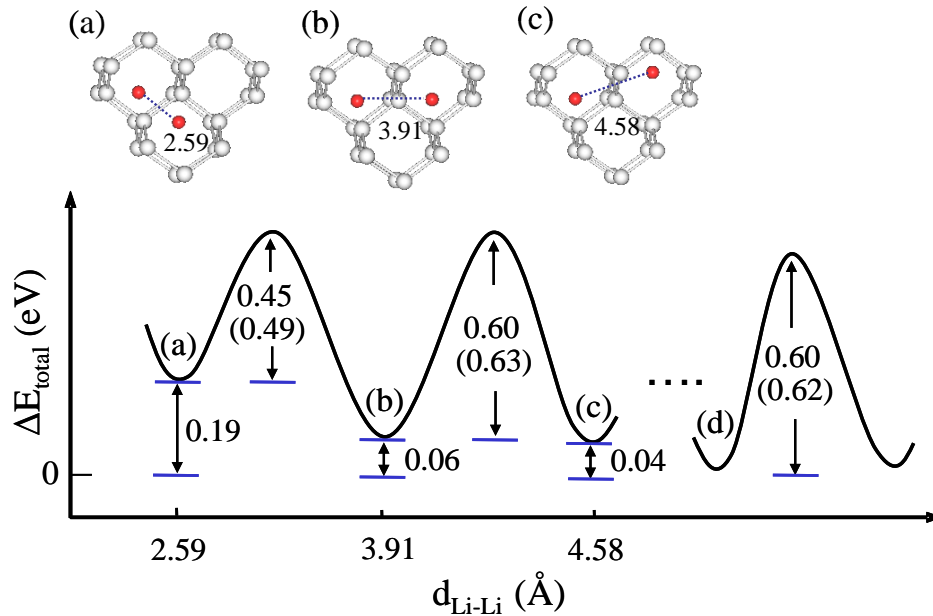 (a)
(b)
(c)
2.59
3.91
4.58
ΔE_total (eV)
0.45
(0.49)
0.60
(0.63)
0.60
(0.62)
(a)
(b)
(c)
(d)
0.19
0.06
0.04
....
0
2.59
3.91
4.58
d_Li-Li (Å)